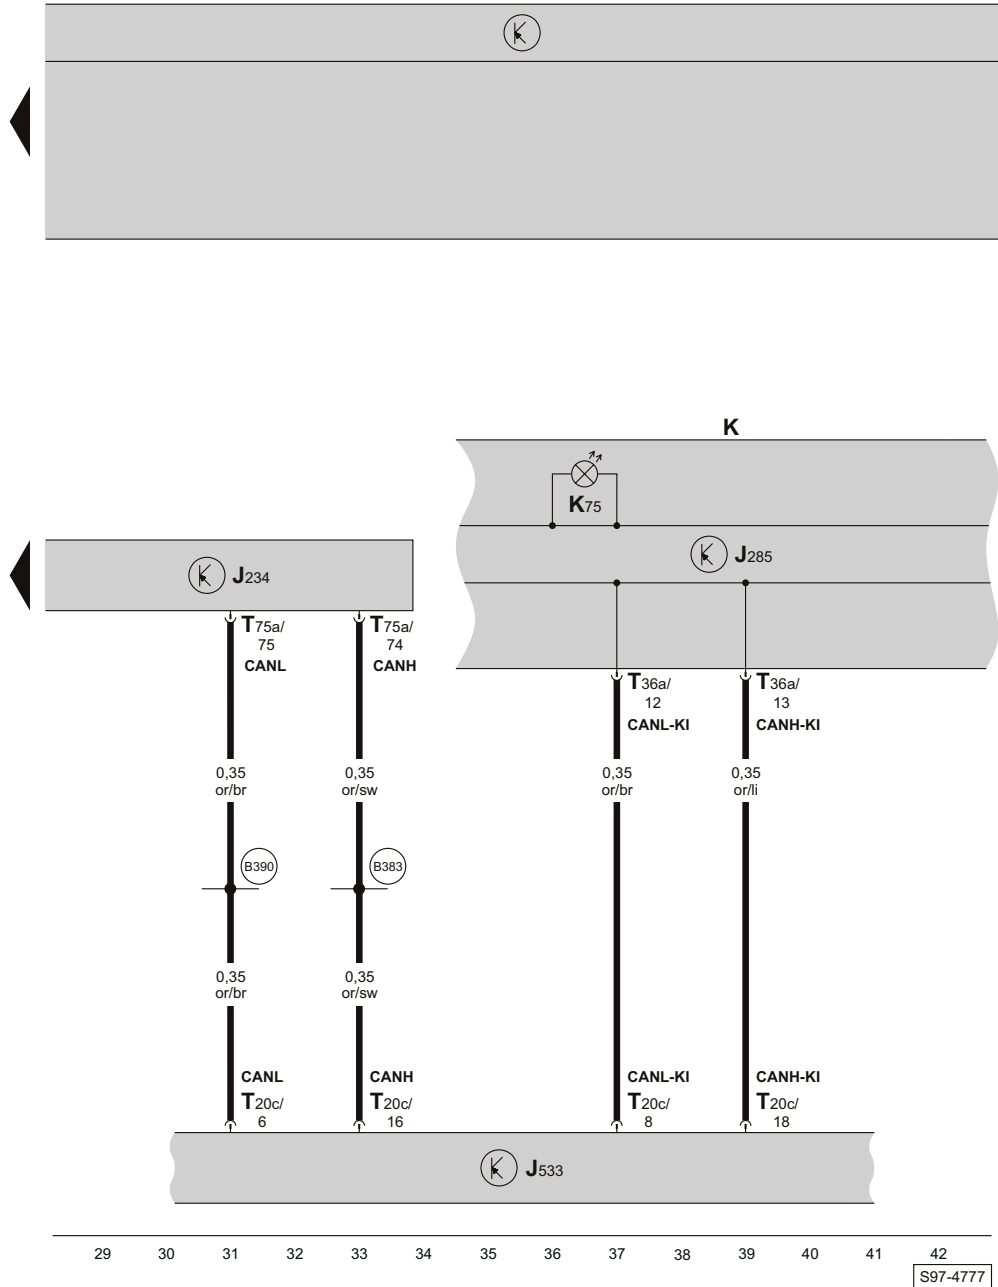 K
K75
J285
J234
T75a/
75
CANL
T75a/
74
CANH
T36a/
12
CANL-KI
T36a/
13
CANH-KI
0,35
or/br
0,35
or/sw
0,35
or/br
0,35
or/li
B390
B383
0,35
or/br
0,35
or/sw
CANL
T20c/
6
CANH
T20c/
16
CANL-KI
T20c/
8
CANH-KI
T20c/
18
J533
29 30 31 32 33 34 35 36 37 38 39 40 41 42
S97-4777